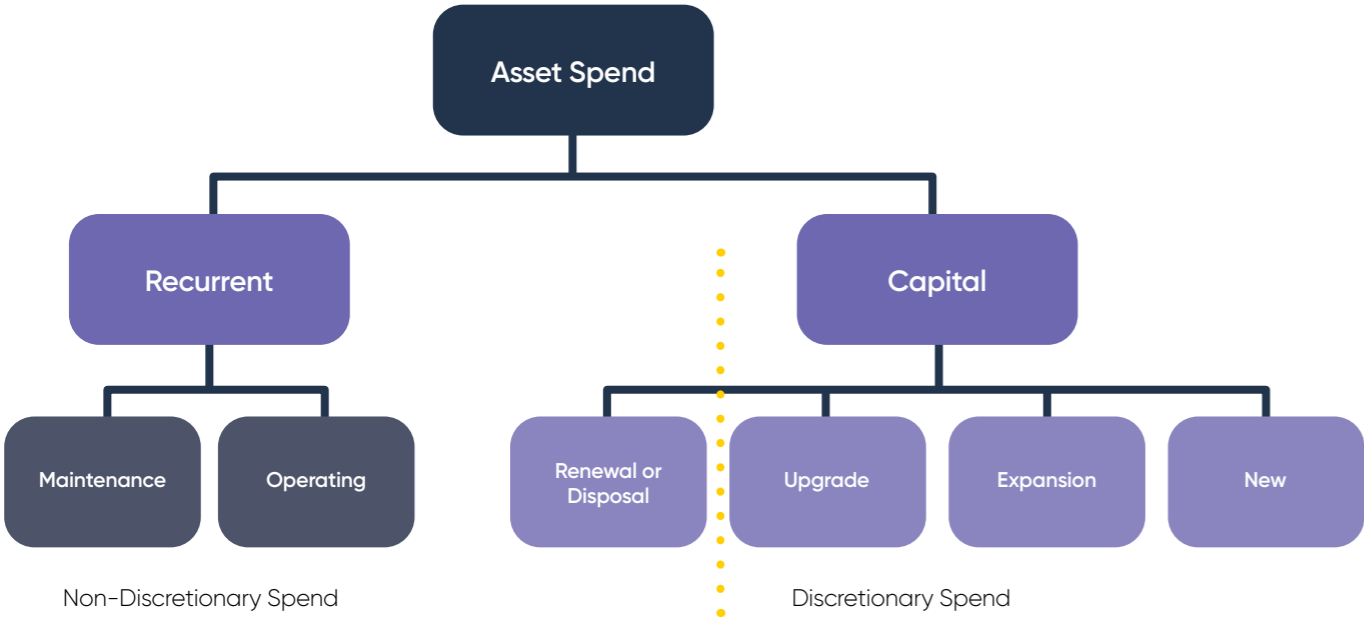 Asset Spend
Recurrent
Capital
Maintenance
Operating
Renewal or
Disposal
Upgrade
Expansion
New
Non-Discretionary Spend
Discretionary Spend